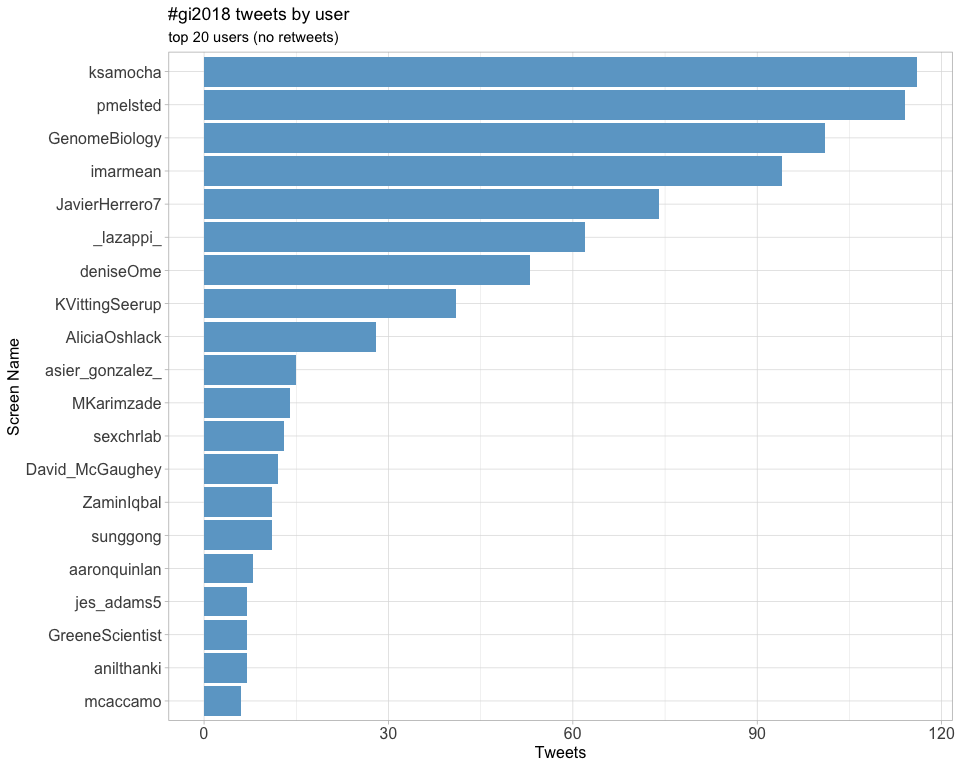 #gi2018 tweets by user
top 20 users (no retweets)
Screen Name
ksamocha
pmelsted
GenomeBiology
imarmean
JavierHerrero7
_lazappi_
deniseOme
KVittingSeerup
AliciaOshlack
asier_gonzalez_
MKarimzade
sexchrlab
David_McGaughey
ZaminIqbal
sunggong
aaronquinlan
jes_adams5
GreeneScientist
anilthanki
mcaccamo
0 30 60 90 120
Tweets